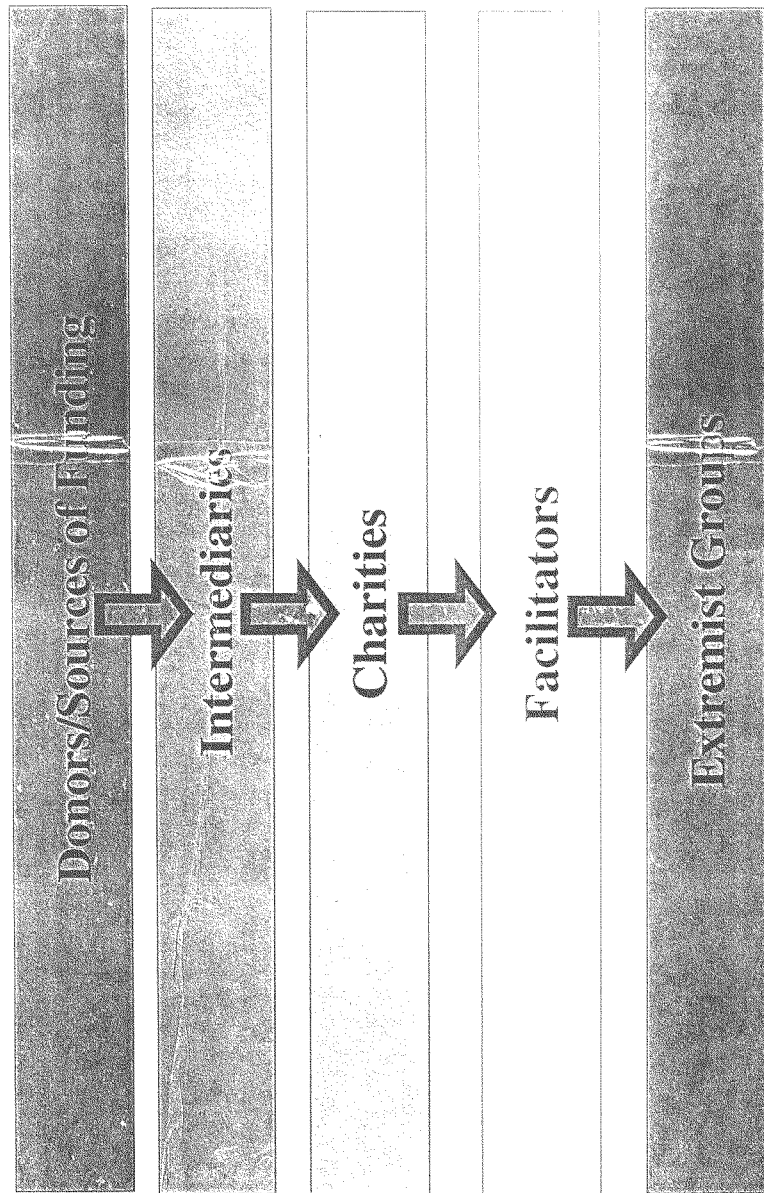 Donors/Sources of Funding
Intermediaries
Charities
Facilitators
Extremist Groups